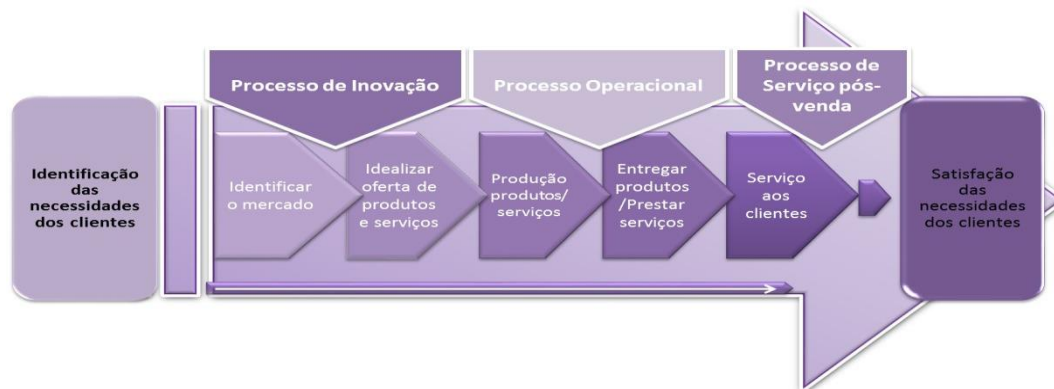 Identificação
das
necessidades
dos clientes
Processo de Inovação
Identificar
o mercado
Idealizar
oferta de
produtos
e serviços
Processo Operacional
Produção
produtos/
serviços
Entregar
produtos
/Prestar
serviços
Processo de
Serviço pós-
venda
Serviço
aos
clientes
Satisfação
das
necessidades
dos clientes